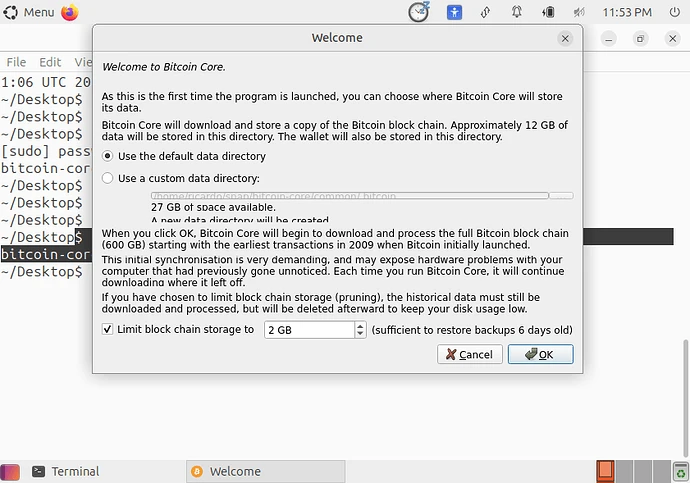 Menu
11:53 PM
Welcome
File Edit Vie
1:06 UTC 20
~/Desktop$
~/Desktop$
~/Desktop$
~/Desktop$
[sudo] passw
bitcoin-cor
~/Desktop$
~/Desktop$
~/Desktop$
~/Desktop$
bitcoin-cor
~/Desktop$
Welcome to Bitcoin Core.
As this is the first time the program is launched, you can choose where Bitcoin Core will store
its data.
Bitcoin Core will download and store a copy of the Bitcoin block chain. Approximately 12 GB of
data will be stored in this directory. The wallet will also be stored in this directory.
Use the default data directory
Use a custom data directory:
/home/ricardo/snap/bitcoin-core/common/.bitcoin
27 GB of space available.
A new data directory will be created.
When you click OK, Bitcoin Core will begin to download and process the full Bitcoin block chain
(600 GB) starting with the earliest transactions in 2009 when Bitcoin initially launched.
This initial synchronisation is very demanding, and may expose hardware problems with your
computer that had previously gone unnoticed. Each time you run Bitcoin Core, it will continue
downloading where it left off.
If you have chosen to limit block chain storage (pruning), the historical data must still be
downloaded and processed, but will be deleted afterward to keep your disk usage low.
Limit block chain storage to 2 GB (sufficient to restore backups 6 days old)
Cancel OK
Terminal
Welcome